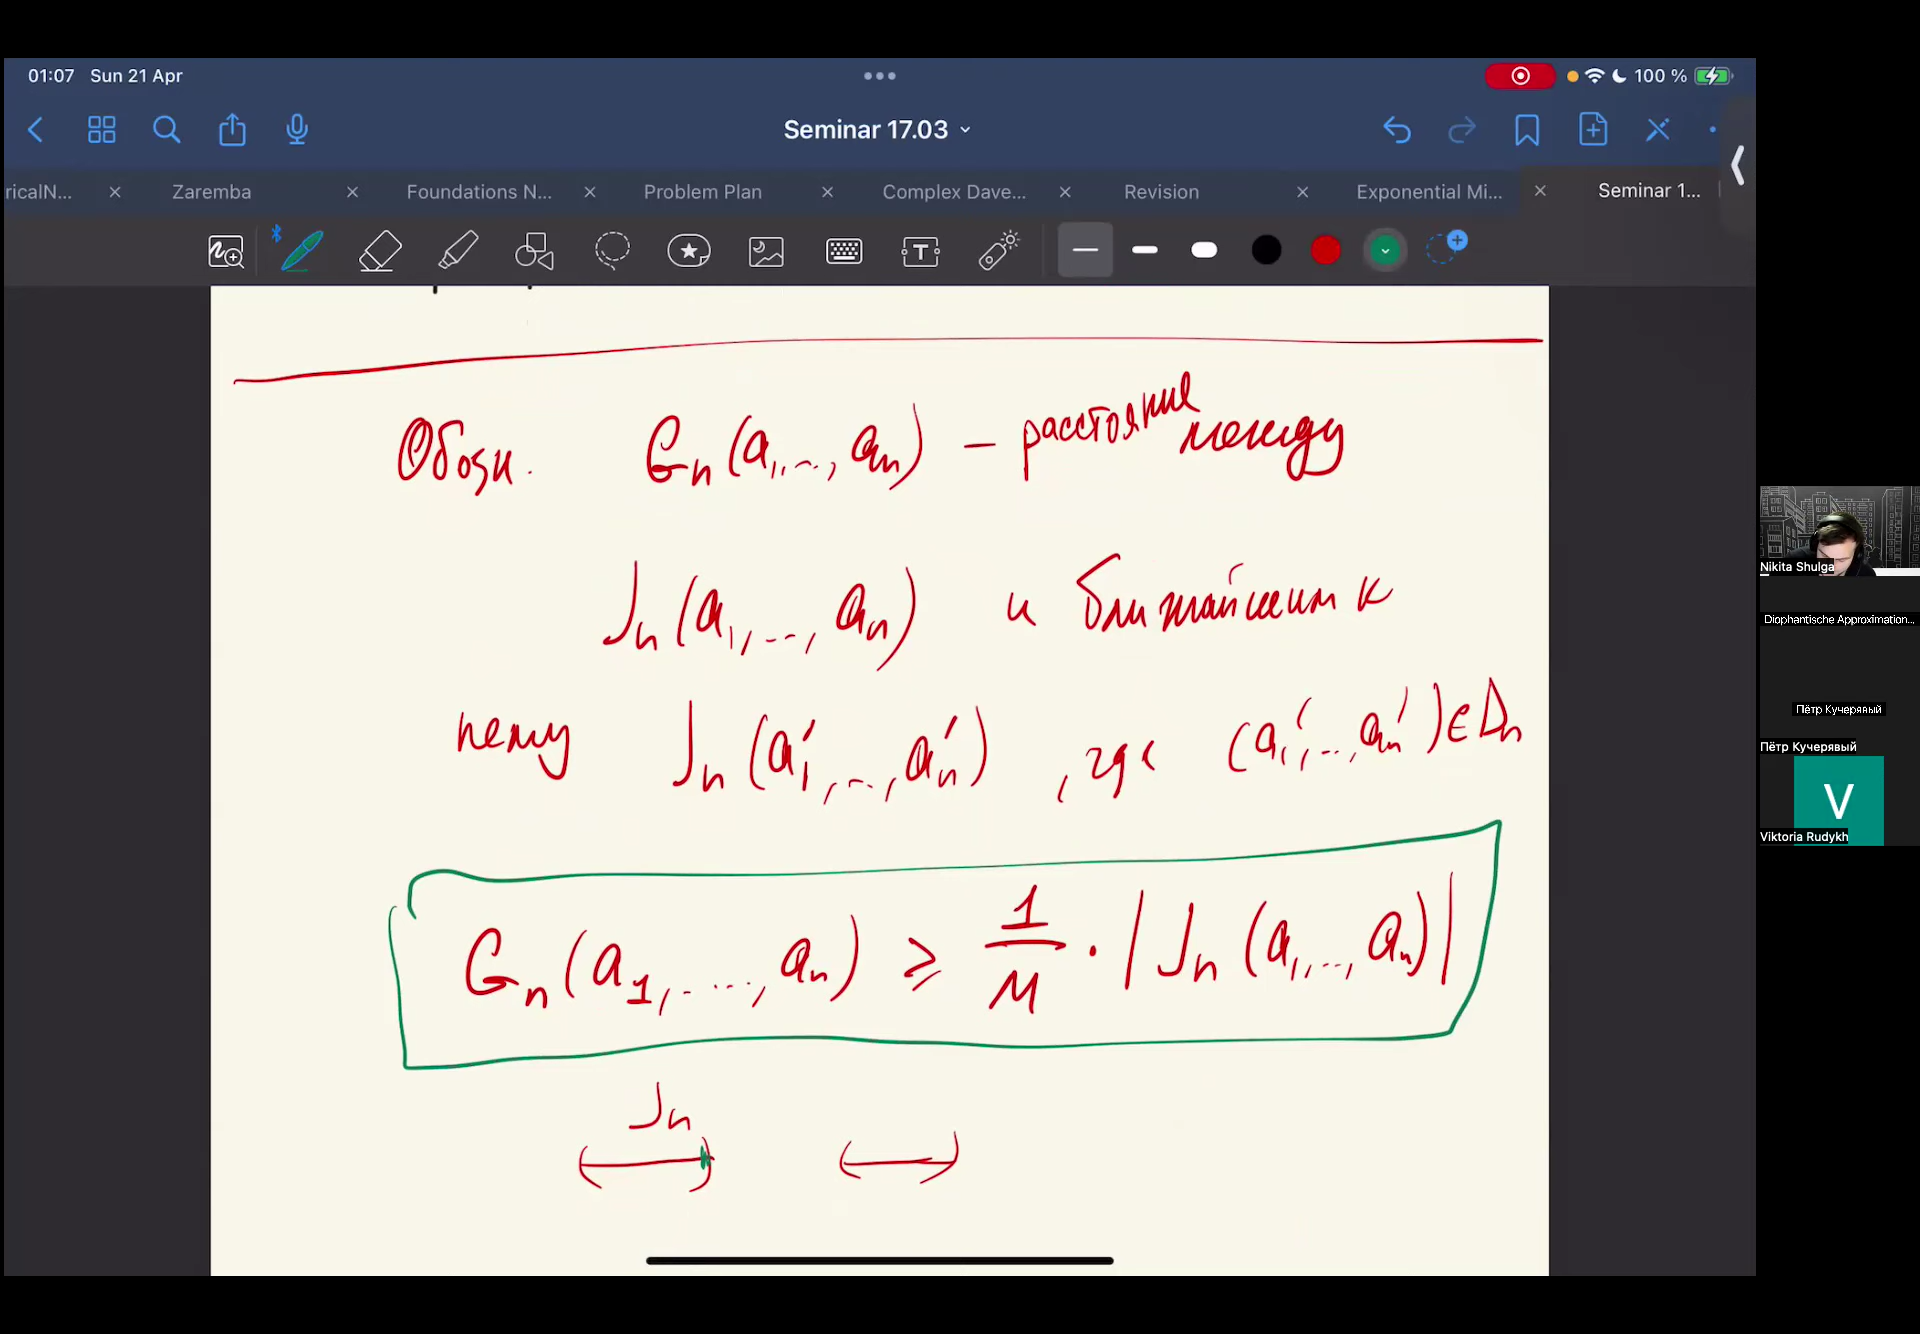 01:07 Sun 21 Apr
100 %
Seminar 17.03
ricalN... Zaremba Foundations N... Problem Plan Complex Dave... Revision Exponential Mi... Seminar 1...
Обозн. Gₙ(a₁,..., aₙ) – расстояние между
Jₙ(a₁,..., aₙ) и ближайшим к
нему Jₙ(a₁',..., aₙ'), где (a₁',..., aₙ') ∈ Dₙ
Gₙ(a₁, ...., aₙ) ⩾ 1/M · |Jₙ(a₁,..., aₙ)|
Jₙ
Nikita Shulga
Diophantische Approximation...
Пётр Кучерявый
Пётр Кучерявый
V
Viktoria Rudykh